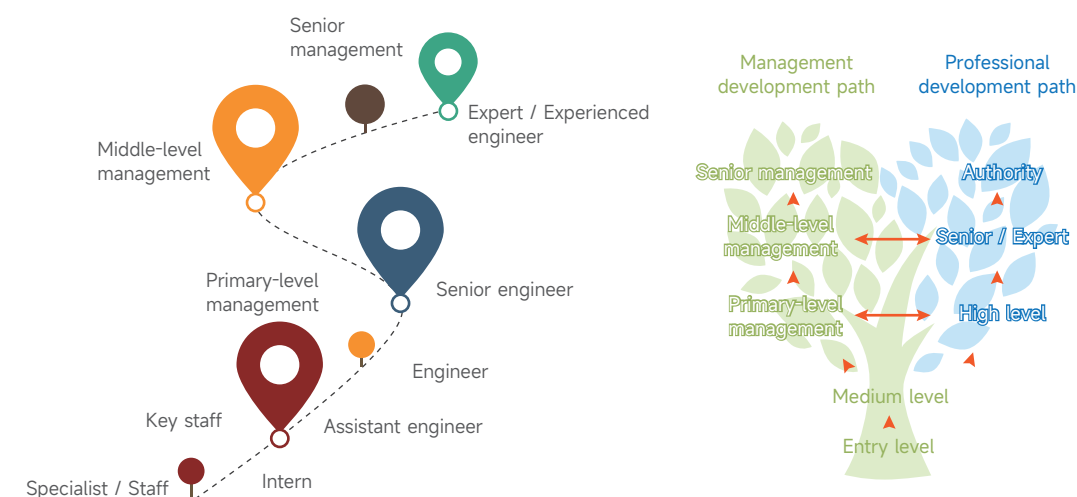 Senior
management
Expert / Experienced
engineer
Middle-level
management
Primary-level
management
Senior engineer
Engineer
Key staff
Assistant engineer
Intern
Specialist / Staff
Management
development path
Professional
development path
Senior management
Authority
Middle-level
management
Senior / Expert
Primary-level
management
High level
Medium level
Entry level